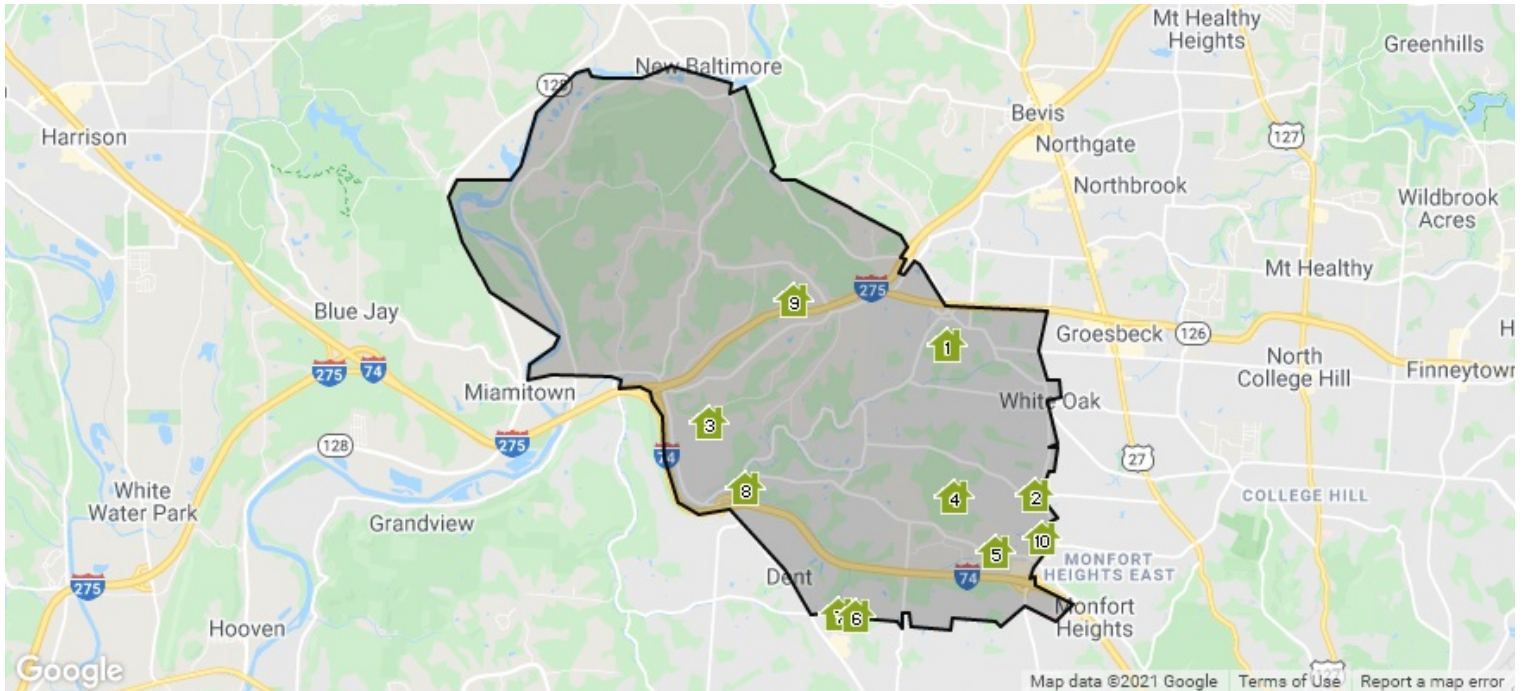 Mt Healthy
Heights
Greenhills
New Baltimore
128
Bevis
127
Harrison
Northgate
Northbrook
Wildbrook
Acres
Mt Healthy
275
9
Blue Jay
Groesbeck
126
1
North
College Hill
Finneytown
275
74
Miamitown
White Oak
3
275
128
74
27
White
Water Park
8
4
2
COLLEGE HILL
Grandview
10
5
MONFORT
HEIGHTS EAST
275
Dent
74
7
6
Monfort
Heights
Hooven
127
Google
Map data ©2021 Google
Terms of Use
Report a map error